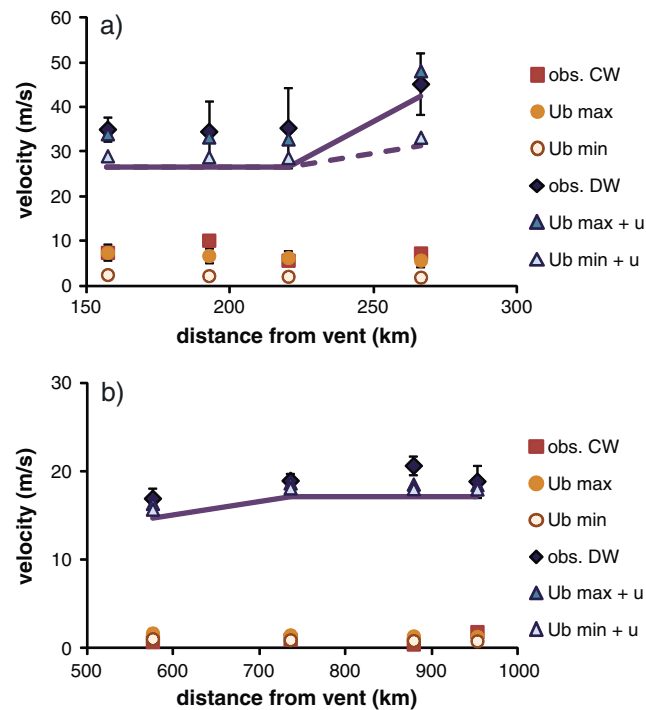 a)
60
50
40
30
20
10
0
velocity (m/s)
150 200 250 300
distance from vent (km)
obs. CW
Ub max
Ub min
obs. DW
Ub max + u
Ub min + u
b)
30
20
10
0
velocity (m/s)
500 600 700 800 900 1000
distance from vent (km)
obs. CW
Ub max
Ub min
obs. DW
Ub max + u
Ub min + u